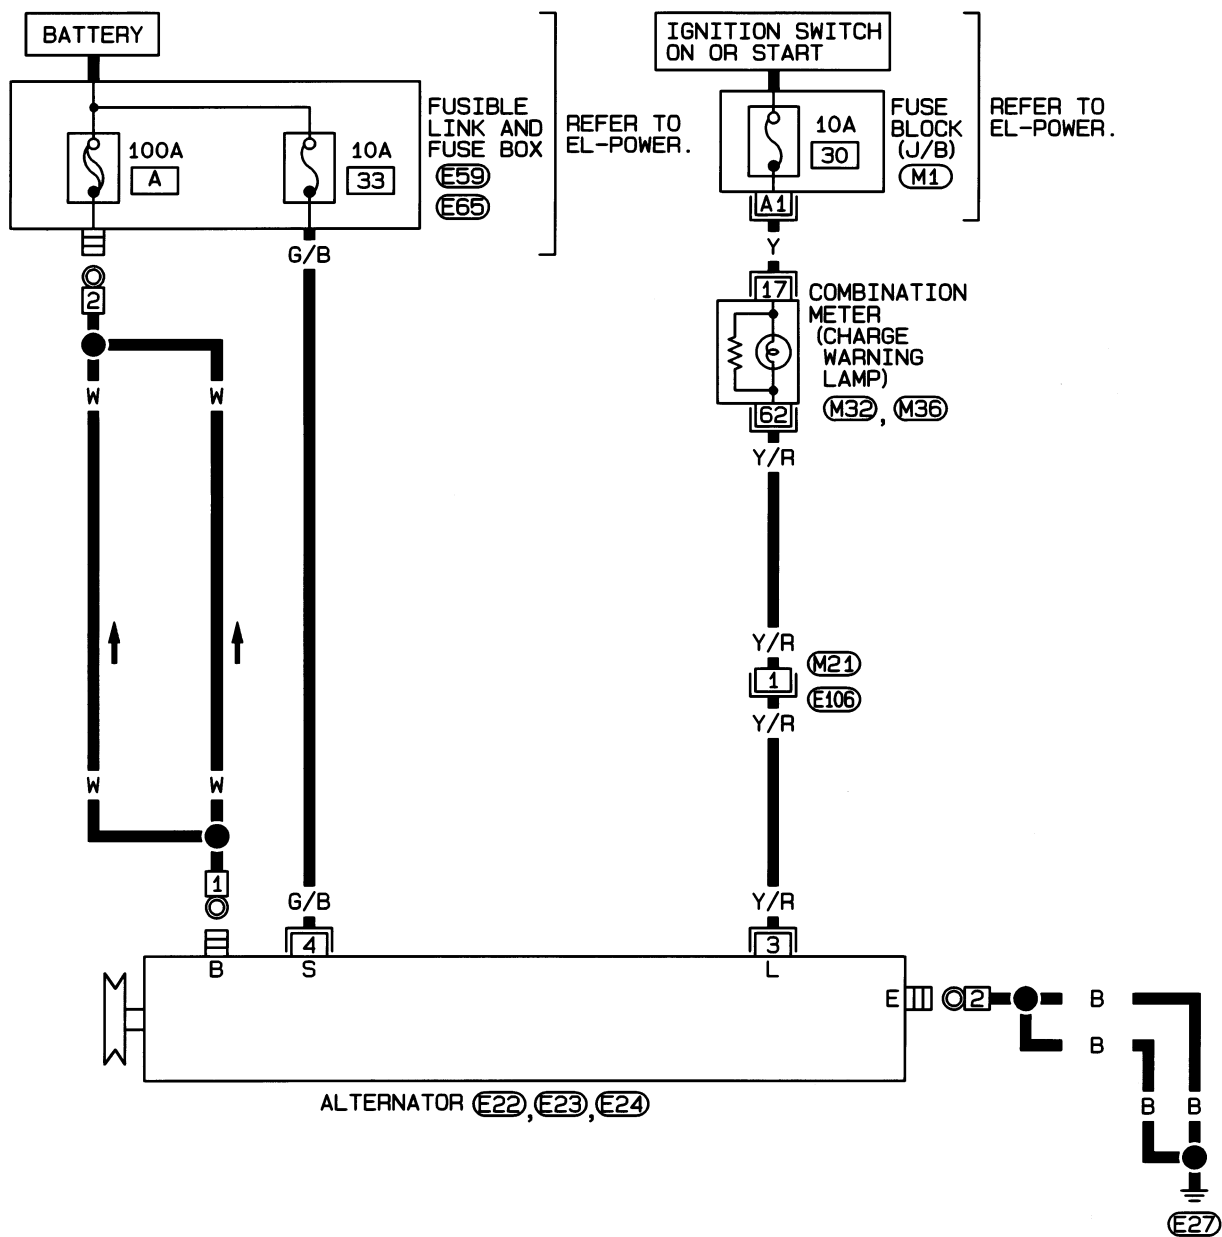 BATTERY
IGNITION SWITCH
ON OR START
FUSIBLE
LINK AND
FUSE BOX
E59
E65
REFER TO
EL-POWER.
100A
A
10A
33
FUSE
BLOCK
(J/B)
M1
REFER TO
EL-POWER.
10A
30
A1
G/B
Y
2
17
COMBINATION
METER
(CHARGE
WARNING
LAMP)
M32, M36
62
W
W
Y/R
Y/R
M21
1
E106
Y/R
W
W
1
G/B
Y/R
4
3
B
S
L
E
2
B
B
B
B
ALTERNATOR E22, E23, E24
E27